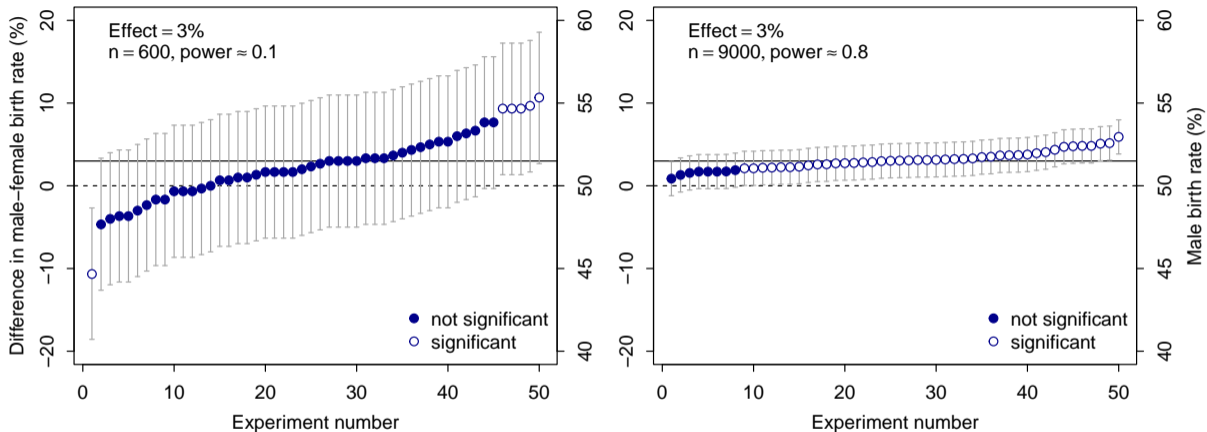 Effect = 3%
n = 600, power ≈ 0.1
Difference in male−female birth rate (%)
20
10
0
−10
−20
60
55
50
45
40
not significant
significant
0 10 20 30 40 50
Experiment number
Effect = 3%
n = 9000, power ≈ 0.8
20
10
0
−10
−20
60
55
50
45
40
Male birth rate (%)
not significant
significant
0 10 20 30 40 50
Experiment number